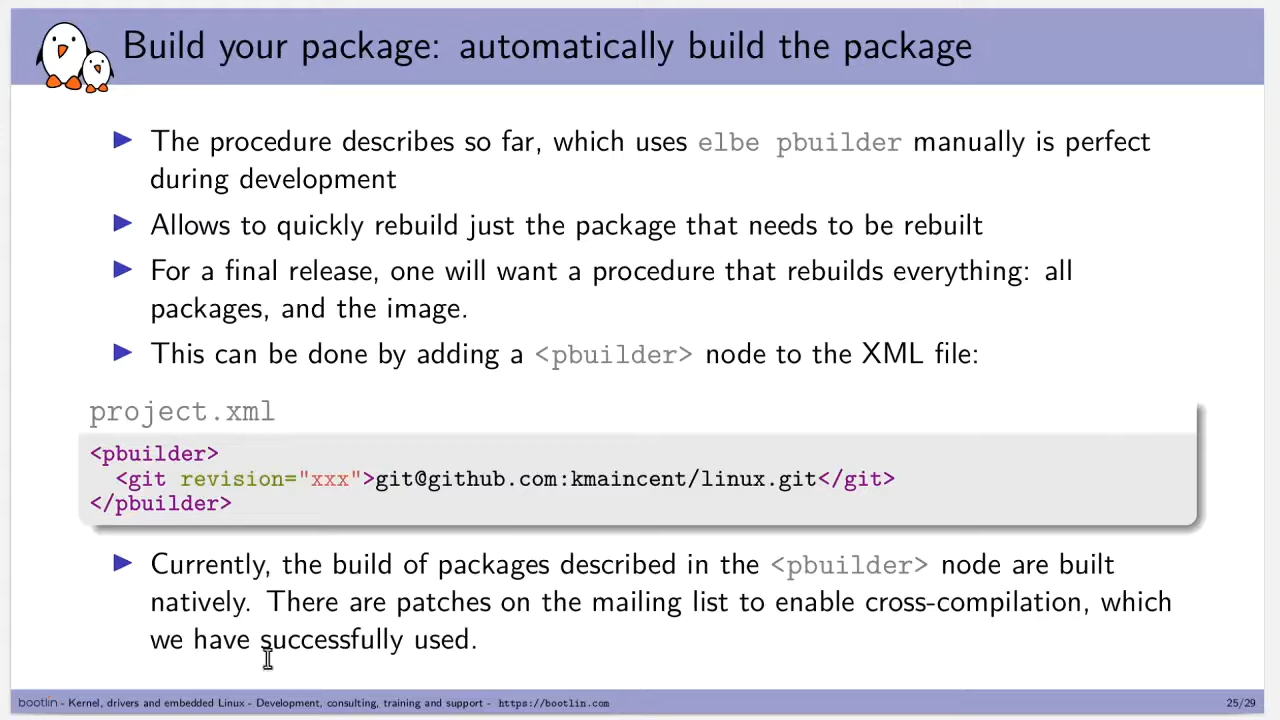 Build your package: automatically build the package
The procedure describes so far, which uses elbe pbuilder manually is perfect
during development
Allows to quickly rebuild just the package that needs to be rebuilt
For a final release, one will want a procedure that rebuilds everything: all
packages, and the image.
This can be done by adding a <pbuilder> node to the XML file:
project.xml
<pbuilder>
  <git revision="xxx">git@github.com:kmaincent/linux.git</git>
</pbuilder>
Currently, the build of packages described in the <pbuilder> node are built
natively. There are patches on the mailing list to enable cross-compilation, which
we have successfully used.
bootlin - Kernel, drivers and embedded Linux - Development, consulting, training and support - https://bootlin.com 25/29